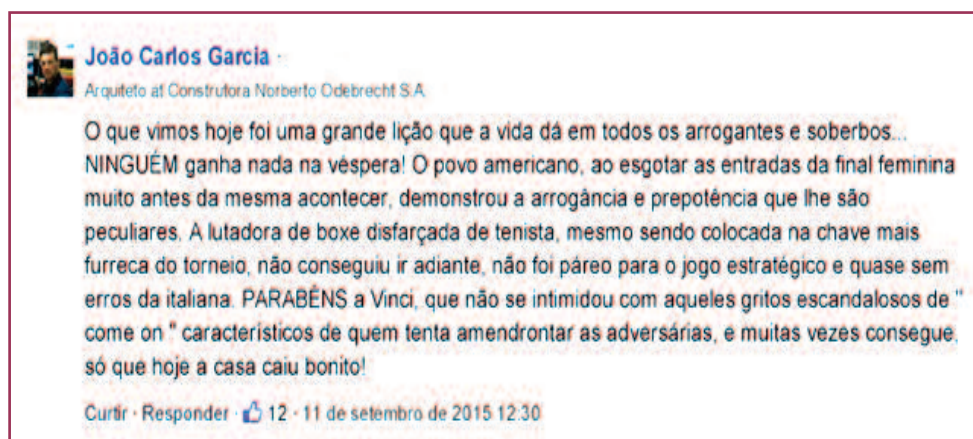 João Carlos Garcia ·
Arquiteto at Construtora Norberto Odebrecht S.A
O que vimos hoje foi uma grande lição que a vida dá em todos os arrogantes e soberbos...
NINGUÉM ganha nada na véspera! O povo americano, ao esgotar as entradas da final feminina
muito antes da mesma acontecer, demonstrou a arrogância e prepotência que lhe são
peculiares. A lutadora de boxe disfarçada de tenista, mesmo sendo colocada na chave mais
furreca do torneio, não conseguiu ir adiante, não foi páreo para o jogo estratégico e quase sem
erros da italiana. PARABÉNS a Vinci, que não se intimidou com aqueles gritos escandalosos de "
come on " característicos de quem tenta amendrontar as adversárias, e muitas vezes consegue,
só que hoje a casa caiu bonito!
Curtir · Responder · 12 · 11 de setembro de 2015 12:30